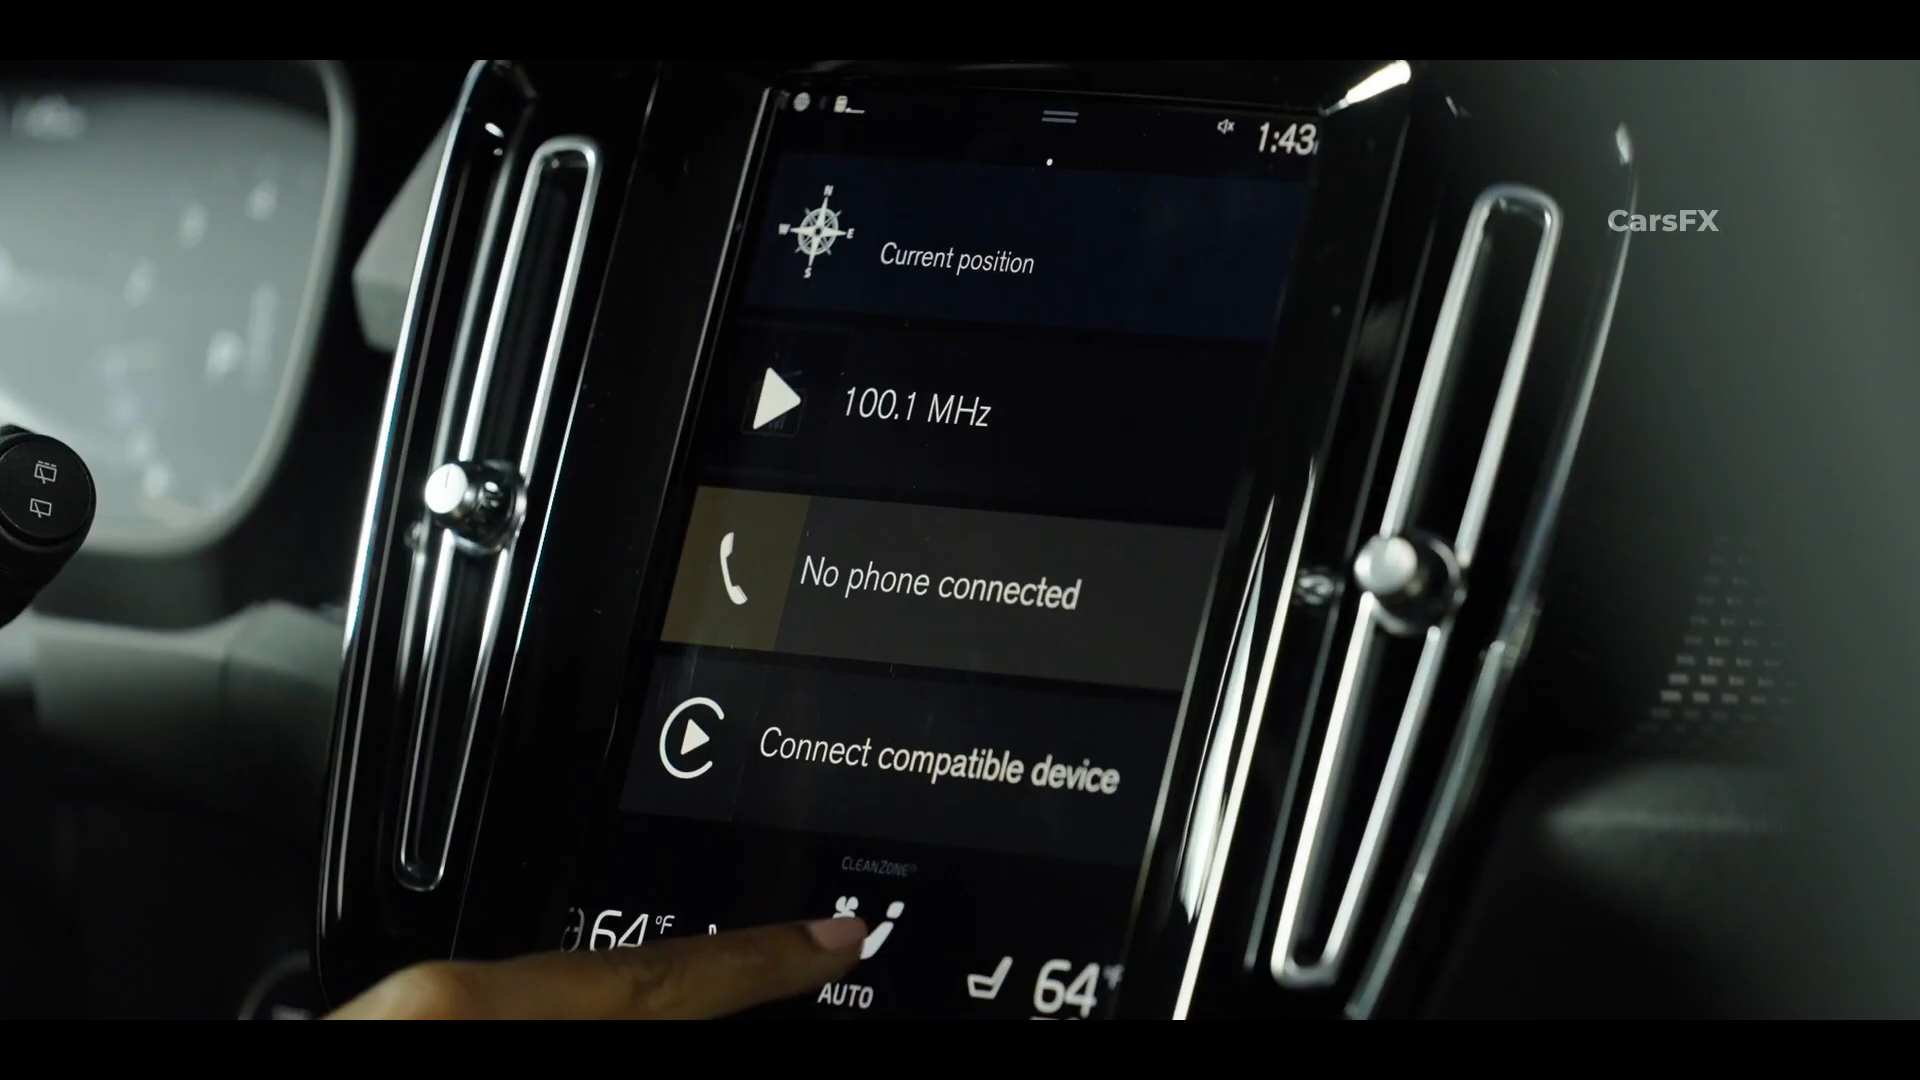 1:43
N
W E
S
Current position
CarsFX
100.1 MHz
No phone connected
Connect compatible device
CLEANZONE®
64°F
AUTO
64°F